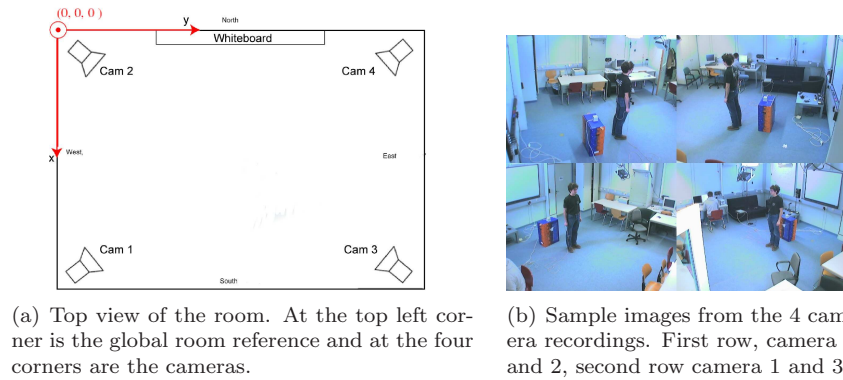 (0, 0, 0 )
y
North
Whiteboard
Cam 2
Cam 4
x
West,
East
Cam 1
Cam 3
South
(a) Top view of the room. At the top left cor-
ner is the global room reference and at the four
corners are the cameras.
(b) Sample images from the 4 cam
era recordings. First row, camera
and 2, second row camera 1 and 3